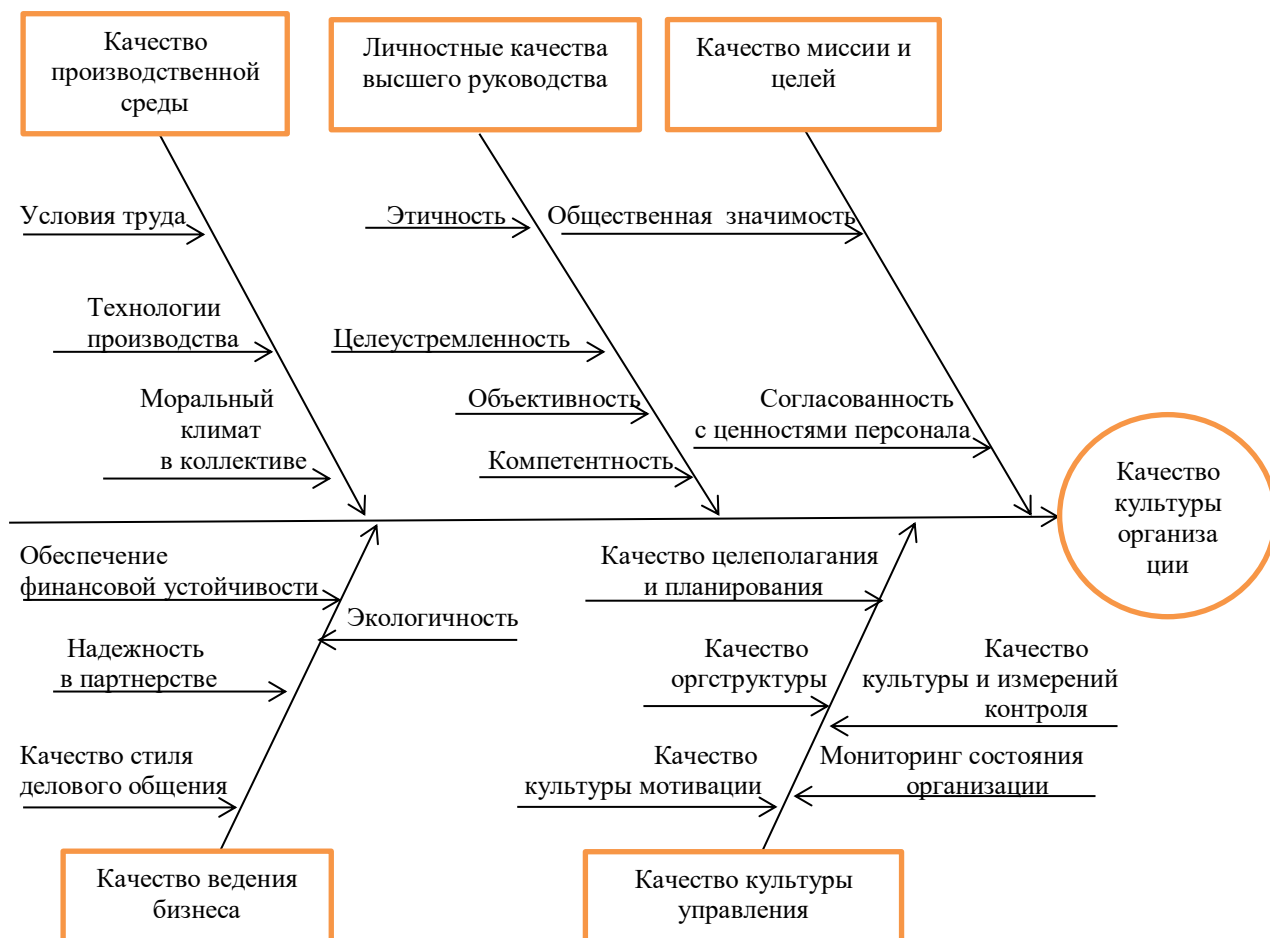 Качество
производственной
среды
Личностные качества
высшего руководства
Качество миссии и
целей
Условия труда
Этичность
Общественная значимость
Технологии
производства
Целеустремленность
Моральный
климат
в коллективе
Объективность
Компетентность
Согласованность
с ценностями персонала
Качество
культуры
организа
ции
Обеспечение
финансовой устойчивости
Экологичность
Надежность
в партнерстве
Качество стиля
делового общения
Качество целеполагания
и планирования
Качество
оргструктуры
Качество
культуры и измерений
контроля
Качество
культуры мотивации
Мониторинг состояния
организации
Качество ведения
бизнеса
Качество культуры
управления